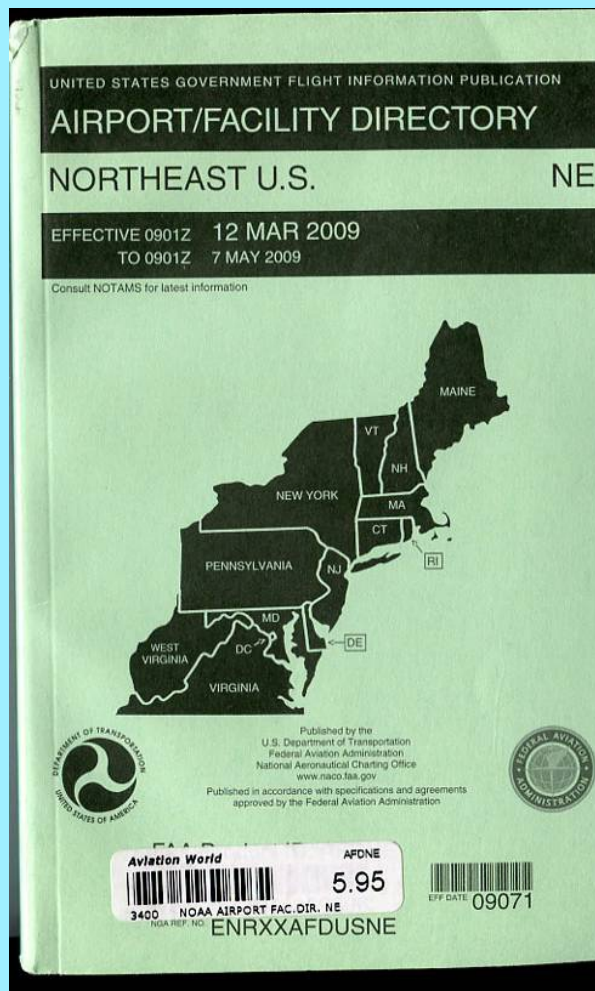 UNITED STATES GOVERNMENT FLIGHT INFORMATION PUBLICATION
AIRPORT/FACILITY DIRECTORY
NORTHEAST U.S. NE
EFFECTIVE 0901Z 12 MAR 2009
TO 0901Z 7 MAY 2009
Consult NOTAMS for latest information
MAINE
VT
NH
NEW YORK
MA
CT
RI
PENNSYLVANIA
NJ
MD
DE
WEST
VIRGINIA
DC
VIRGINIA
Published by the
U.S. Department of Transportation
Federal Aviation Administration
National Aeronautical Charting Office
www.naco.faa.gov
Published in accordance with specifications and agreements
approved by the Federal Aviation Administration
DEPARTMENT OF TRANSPORTATION
UNITED STATES OF AMERICA
FEDERAL AVIATION
ADMINISTRATION
Aviation World AFDNE
5.95
3400 NOAA AIRPORT FAC.DIR. NE
NGA REF. NO. ENRXXAFDUSNE
EFF DATE 09071